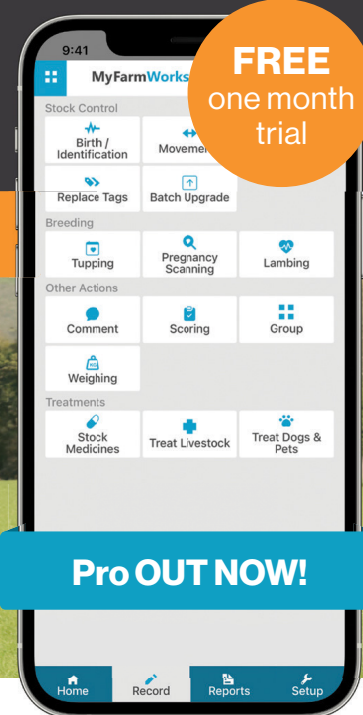 9:41
FREE
one month
trial
MyFarmWorks
Stock Control
Birth /
Identification
Replace Tags
Batch Upgrade
Breeding
Tupping
Pregnancy
Scanning
Lambing
Other Actions
Comment
Scoring
Group
KG
Weighing
Treatments
Stock
Medicines
Treat Livestock
Treat Dogs &
Pets
Pro OUT NOW!
Home
Record
Reports
Setup